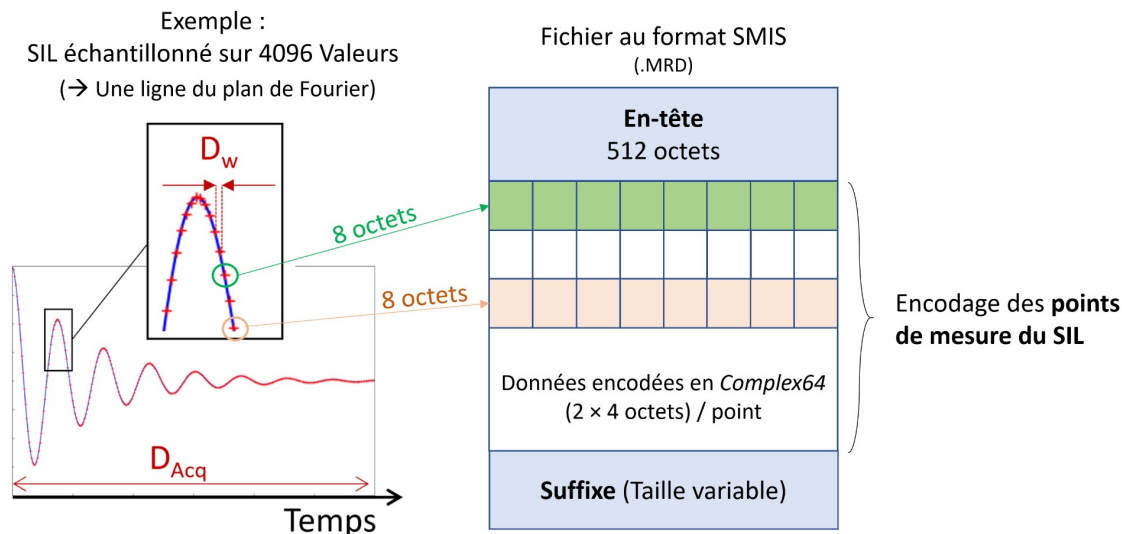 Exemple :
SIL échantillonné sur 4096 Valeurs
(→ Une ligne du plan de Fourier)
D_w
D_Acq
Temps
8 octets
8 octets
Fichier au format SMIS
(.MRD)
En-tête
512 octets
Données encodées en Complex64
(2 × 4 octets) / point
Suffixe (Taille variable)
Encodage des points
de mesure du SIL